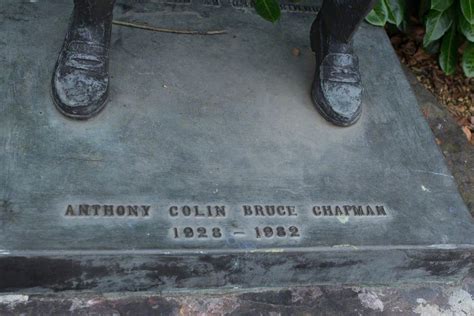 ANTHONY COLIN BRUCE CHAPMAN
1928 - 1982